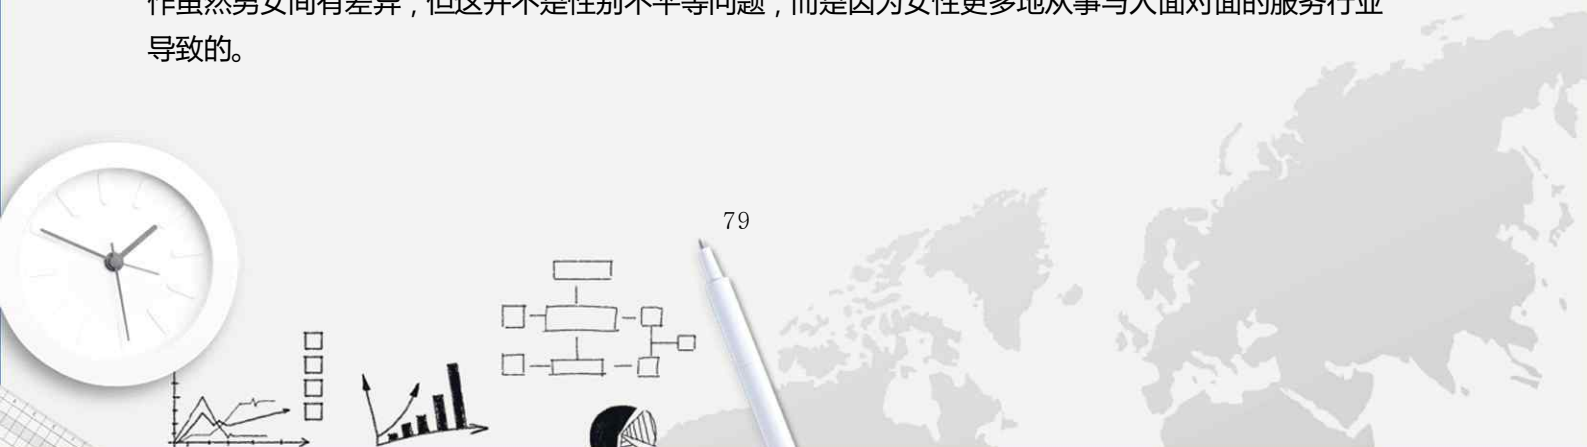 作虽然男女间有差异，但这并不是性别不平等问题，而是因为女性更多地从事与人面对面的服务行业
导致的。
79